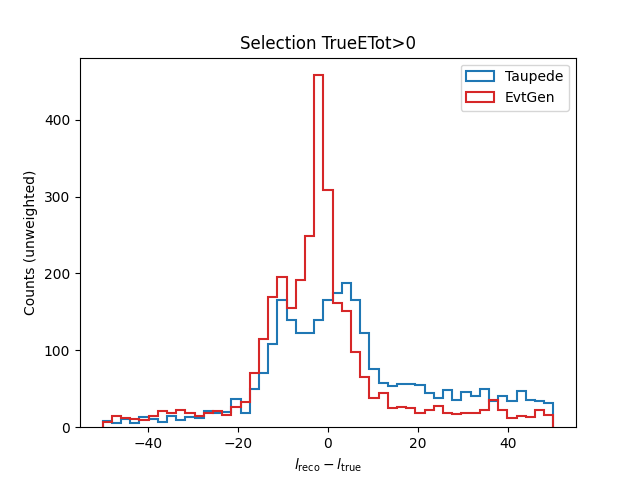 Selection TrueETot>0
Taupede
EvtGen
Counts (unweighted)
400
300
200
100
0
−40 −20 0 20 40
l_reco − l_true